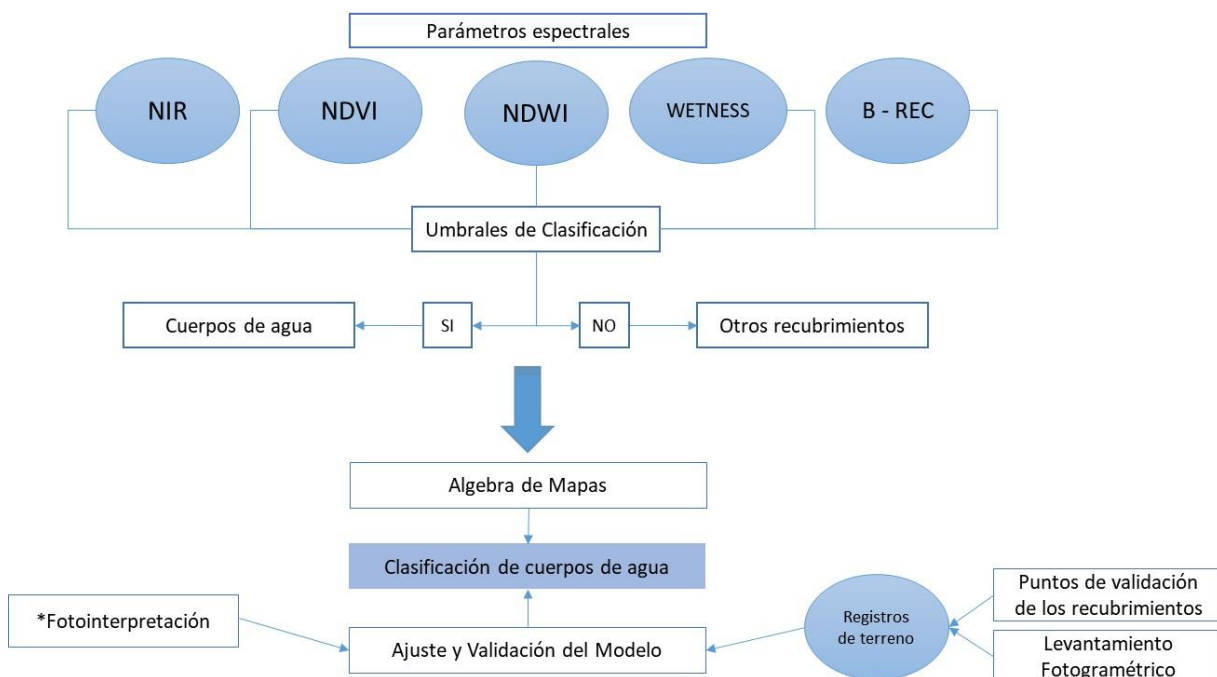 Parámetros espectrales
NIR
NDVI
NDWI
WETNESS
B - REC
Umbrales de Clasificación
Cuerpos de agua
SI
NO
Otros recubrimientos
Algebra de Mapas
Clasificación de cuerpos de agua
*Fotointerpretación
Ajuste y Validación del Modelo
Registros
de terreno
Puntos de validación
de los recubrimientos
Levantamiento
Fotogramétrico